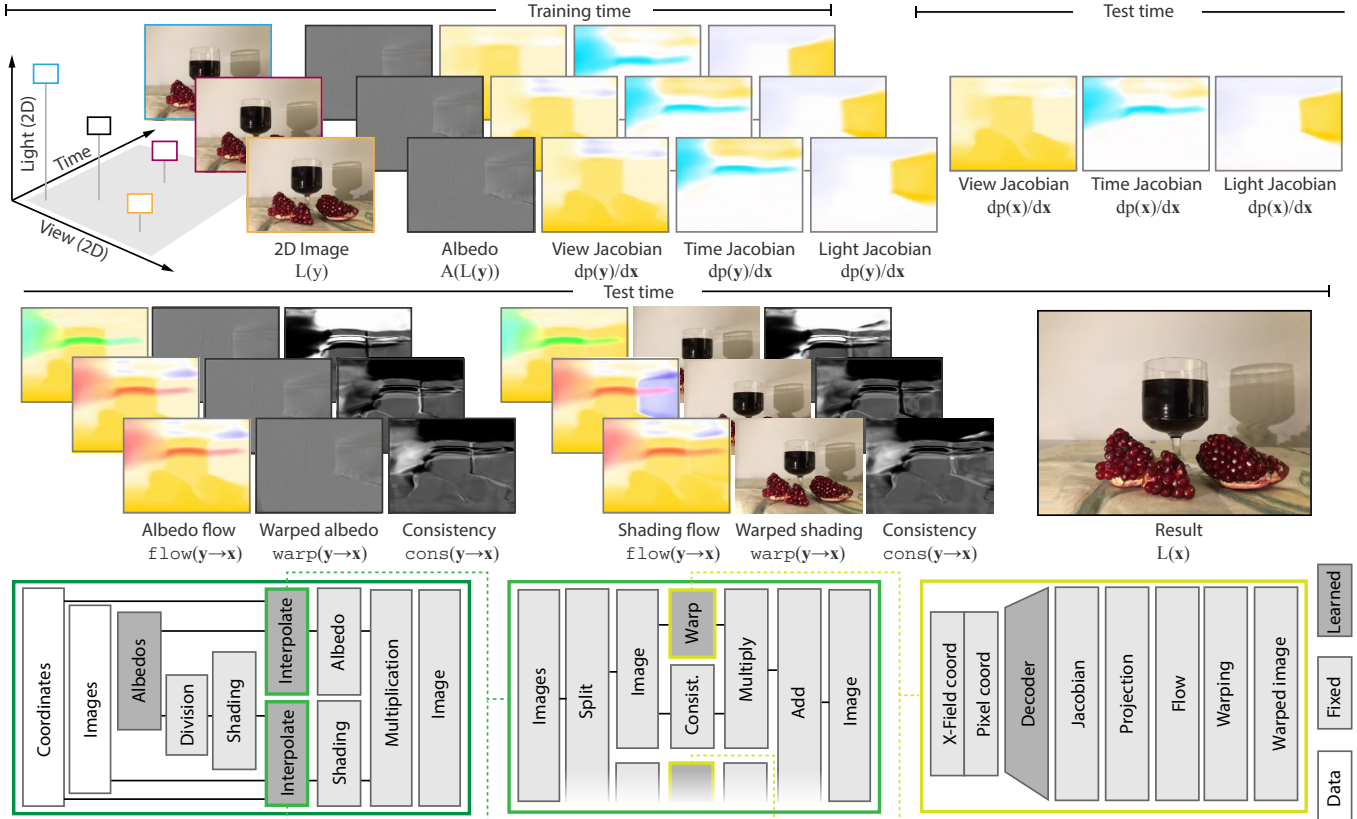 Training time
Test time
Light (2D)
Time
View (2D)
2D Image
L(y)
Albedo
A(L(y))
View Jacobian
dp(y)/dx
Time Jacobian
dp(y)/dx
Light Jacobian
dp(y)/dx
View Jacobian
dp(x)/dx
Time Jacobian
dp(x)/dx
Light Jacobian
dp(x)/dx
Test time
Albedo flow
flow(y→x)
Warped albedo
warp(y→x)
Consistency
cons(y→x)
Shading flow
flow(y→x)
Warped shading
warp(y→x)
Consistency
cons(y→x)
Result
L(x)
Coordinates
Images
Albedos
Division
Shading
Interpolate
Interpolate
Albedo
Shading
Multiplication
Image
Images
Split
Image
Warp
Consist.
Multiply
Add
Image
X-Field coord
Pixel coord
Decoder
Jacobian
Projection
Flow
Warping
Warped image
Learned
Fixed
Data